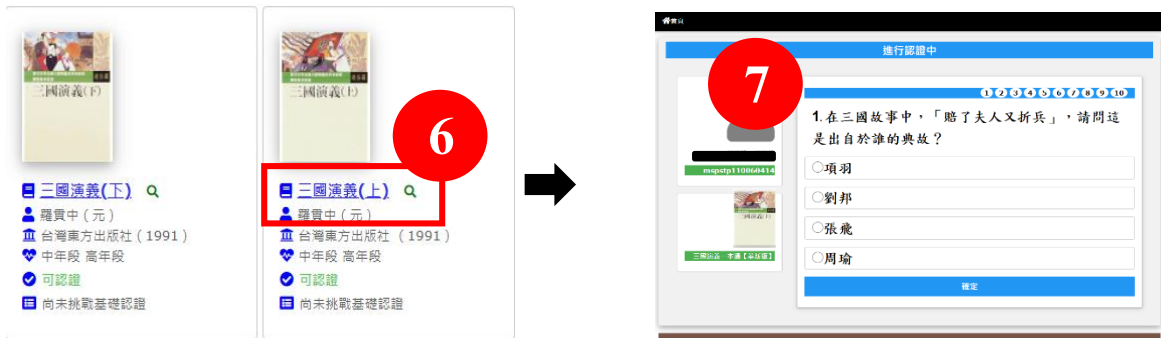 三國演義(下)
三國演義(下)
羅貫中（元）
台灣東方出版社（1991）
中年段 高年段
可認證
尚未挑戰基礎認證
三國演義(上)
6
三國演義(上)
羅貫中（元）
台灣東方出版社 （1991）
中年段 高年段
可認證
尚未挑戰基礎認證
首頁
進行認證中
7
1 2 3 4 5 6 7 8 9 10
mspstp110060414
1.在三國故事中，「賠了夫人又折兵」，請問這
是出自於誰的典故？
項羽
劉邦
張飛
周瑜
確定